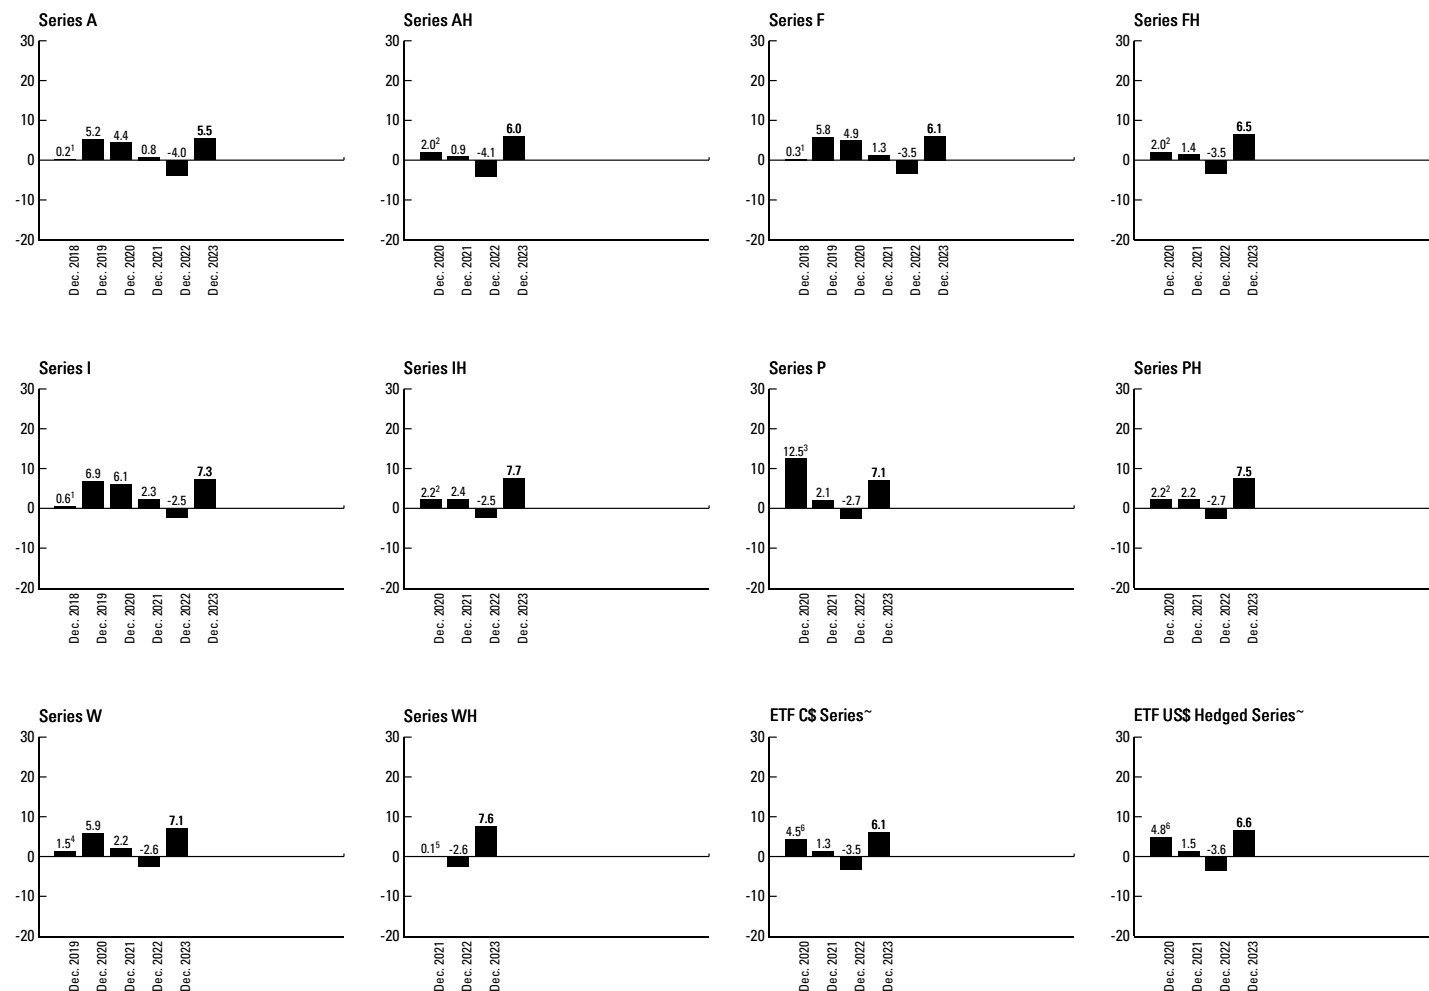 Series A
30
20
10
0
-10
-20
0.2¹
5.2
4.4
0.8
-4.0
5.5
Dec. 2018
Dec. 2019
Dec. 2020
Dec. 2021
Dec. 2022
Dec. 2023
Series AH
30
20
10
0
-10
-20
2.0²
0.9
-4.1
6.0
Dec. 2020
Dec. 2021
Dec. 2022
Dec. 2023
Series F
30
20
10
0
-10
-20
0.3¹
5.8
4.9
1.3
-3.5
6.1
Dec. 2018
Dec. 2019
Dec. 2020
Dec. 2021
Dec. 2022
Dec. 2023
Series FH
30
20
10
0
-10
-20
2.0²
1.4
-3.5
6.5
Dec. 2020
Dec. 2021
Dec. 2022
Dec. 2023
Series I
30
20
10
0
-10
-20
0.6¹
6.9
6.1
2.3
-2.5
7.3
Dec. 2018
Dec. 2019
Dec. 2020
Dec. 2021
Dec. 2022
Dec. 2023
Series IH
30
20
10
0
-10
-20
2.2²
2.4
-2.5
7.7
Dec. 2020
Dec. 2021
Dec. 2022
Dec. 2023
Series P
30
20
10
0
-10
-20
12.5³
2.1
-2.7
7.1
Dec. 2020
Dec. 2021
Dec. 2022
Dec. 2023
Series PH
30
20
10
0
-10
-20
2.2²
2.2
-2.7
7.5
Dec. 2020
Dec. 2021
Dec. 2022
Dec. 2023
Series W
30
20
10
0
-10
-20
1.5⁴
5.9
2.2
-2.6
7.1
Dec. 2019
Dec. 2020
Dec. 2021
Dec. 2022
Dec. 2023
Series WH
30
20
10
0
-10
-20
0.1⁵
-2.6
7.6
Dec. 2021
Dec. 2022
Dec. 2023
ETF C$ Series~
30
20
10
0
-10
-20
4.5⁶
1.3
-3.5
6.1
Dec. 2020
Dec. 2021
Dec. 2022
Dec. 2023
ETF US$ Hedged Series~
30
20
10
0
-10
-20
4.8⁶
1.5
-3.6
6.6
Dec. 2020
Dec. 2021
Dec. 2022
Dec. 2023